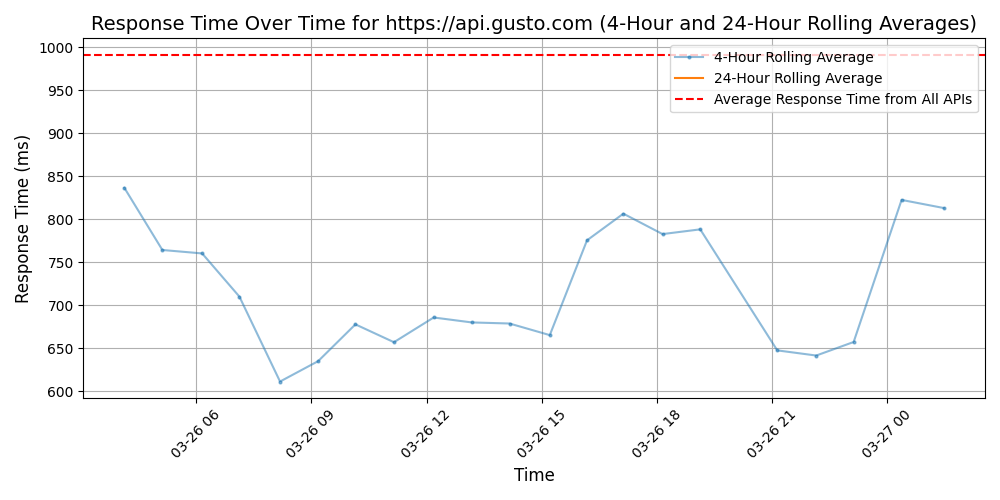 Response Time Over Time for https://api.gusto.com (4-Hour and 24-Hour Rolling Averages)
1000
950
900
850
800
750
700
650
600
Response Time (ms)
4-Hour Rolling Average
24-Hour Rolling Average
Average Response Time from All APIs
03-26 06
03-26 09
03-26 12
03-26 15
03-26 18
03-26 21
03-27 00
Time